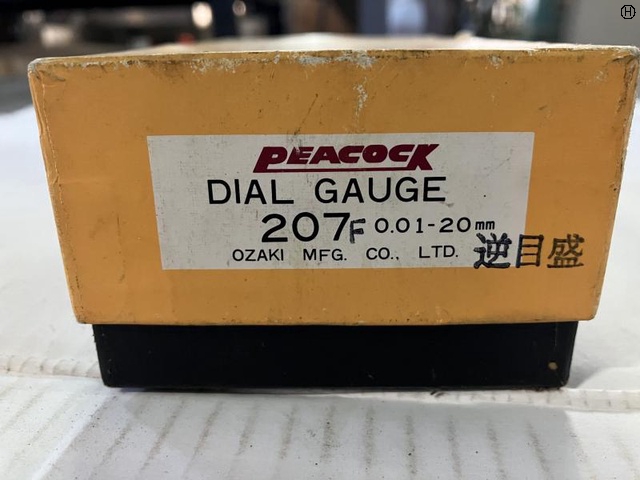 PEACOCK
DIAL GAUGE
207F 0.01-20mm
OZAKI MFG. CO., LTD. 逆目盛
H